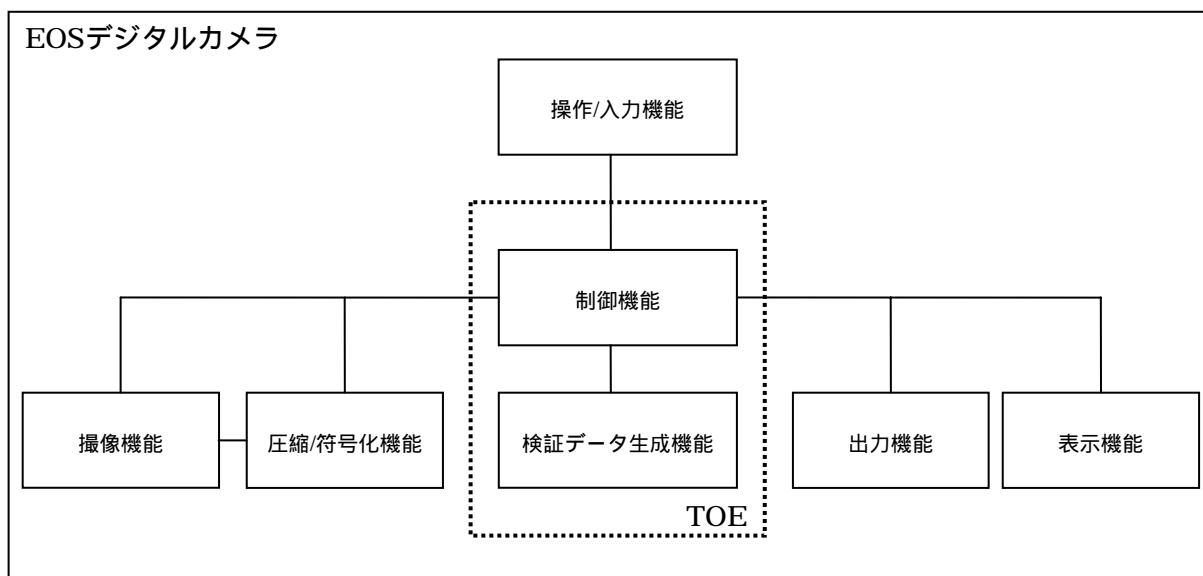 EOSデジタルカメラ
操作/入力機能
制御機能
撮像機能
圧縮/符号化機能
検証データ生成機能
出力機能
表示機能
TOE